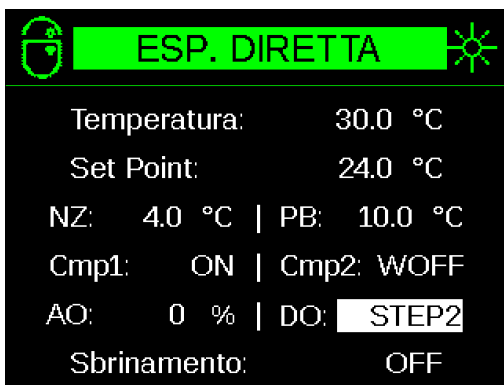 ESP. DIRETTA
Temperatura: 30.0 °C
Set Point: 24.0 °C
NZ: 4.0 °C | PB: 10.0 °C
Cmp1: ON | Cmp2: WOFF
AO: 0 % | DO: STEP2
Sbrinamento: OFF